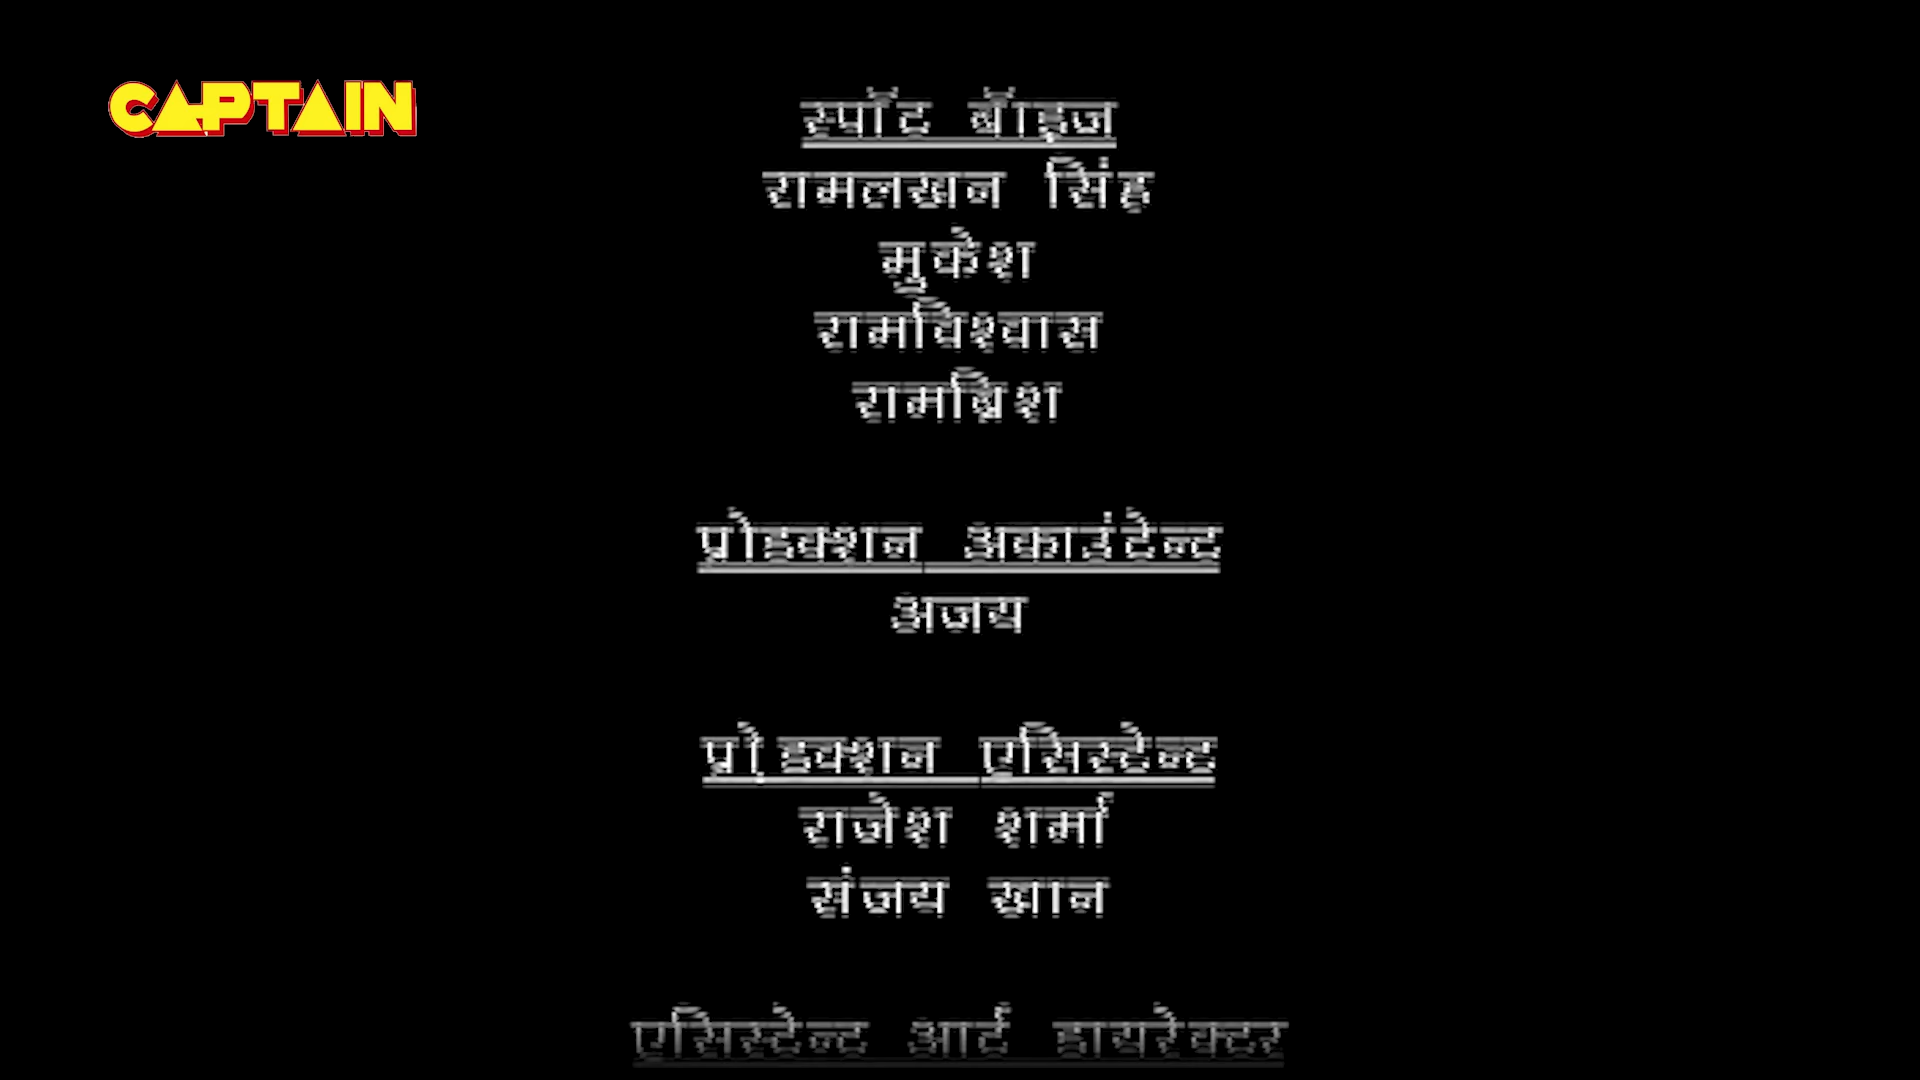 CAPTAIN
स्पॉट बॉइज
रामलखन सिंह
मुकेश
रामविश्वास
रामब्रिश
प्रोडक्शन अकाउंटेन्ट
अजय
प्रोडक्शन एसिस्टेन्ट
राजेश शर्मा
संजय खान
एसिस्टेन्ट आर्ट डायरेक्टर